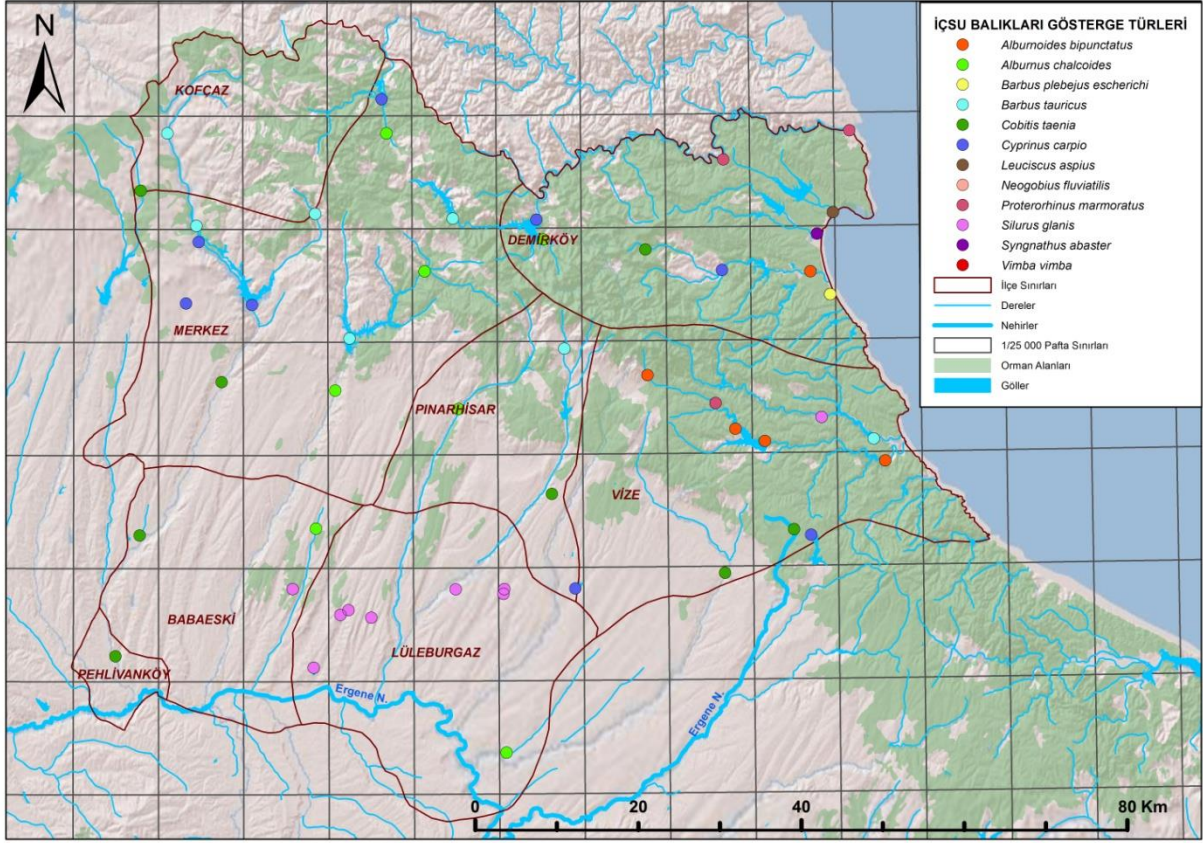 N
İÇSU BALIKLARI GÖSTERGE TÜRLERİ
Alburnoides bipunctatus
Alburnus chalcoides
Barbus plebejus escherichi
Barbus tauricus
Cobitis taenia
Cyprinus carpio
Leuciscus aspius
Neogobius fluviatilis
Proterorhinus marmoratus
Silurus glanis
Syngnathus abaster
Vimba vimba
İlçe Sınırları
Dereler
Nehirler
1/25 000 Pafta Sınırları
Orman Alanları
Göller
KOFÇAZ
DEMİRKÖY
MERKEZ
PINARHİSAR
VİZE
BABAESKİ
LÜLEBURGAZ
PEHLİVANKÖY
Ergene N.
Ergene N.
0 20 40 80 Km